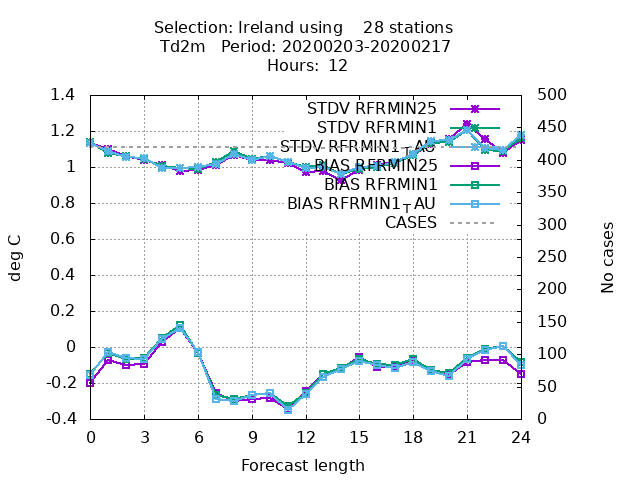 Selection: Ireland using    28 stations
Td2m   Period: 20200203-20200217
Hours:  12
STDV RFRMIN25
STDV RFRMIN1
STDV RFRMIN1_AU
BIAS RFRMIN25
BIAS RFRMIN1
BIAS RFRMIN1_AU
CASES
1.4
1.2
1
0.8
0.6
0.4
0.2
0
-0.2
-0.4
deg C
500
450
400
350
300
250
200
150
100
50
0
No cases
0 3 6 9 12 15 18 21 24
Forecast length